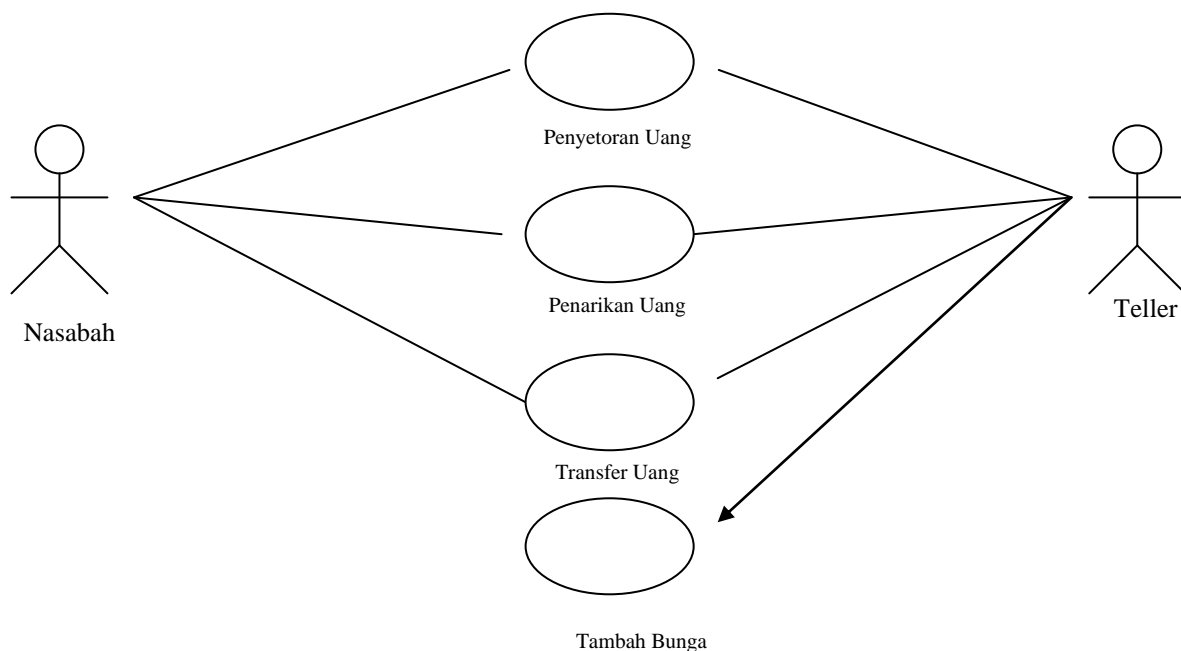 Penyetoran Uang
Penarikan Uang
Teller
Nasabah
Transfer Uang
Tambah Bunga